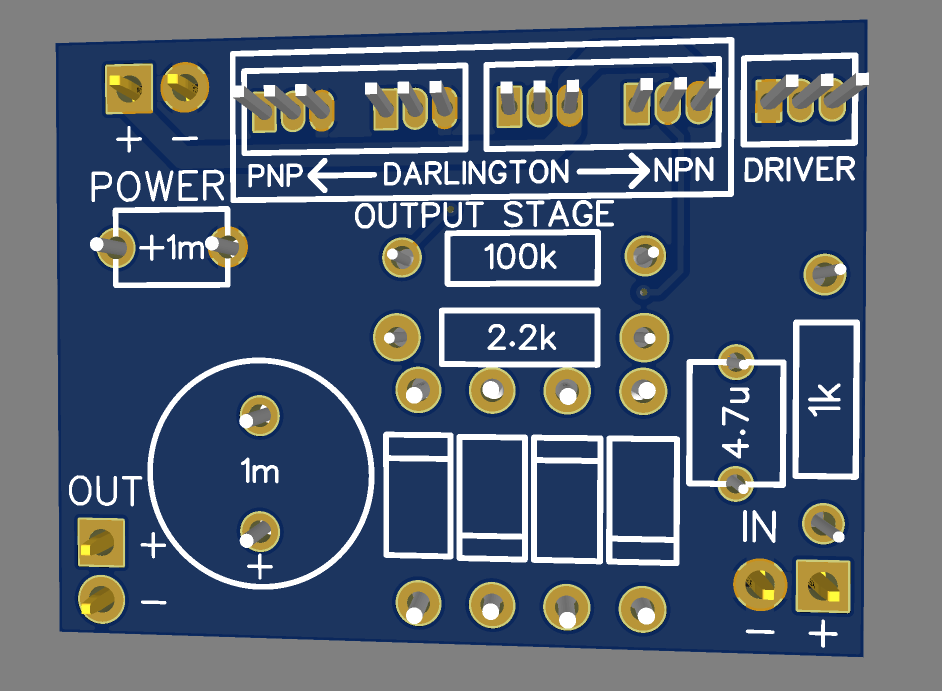 + −
PNP ← DARLINGTON → NPN
DRIVER
POWER
OUTPUT STAGE
+1m
100k
2.2k
4.7u
1k
1m
+
OUT
+
−
IN
− +